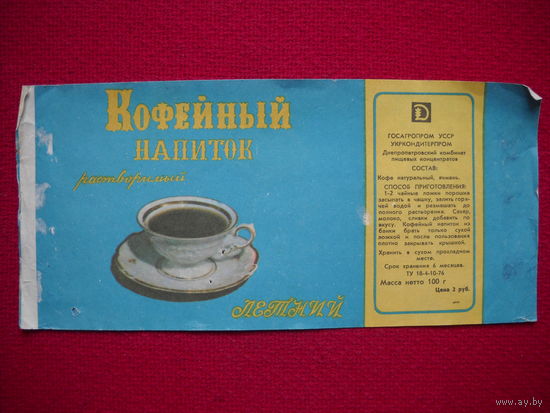 Кофейный
напиток
растворимый
Летний
ГОСАГРОПРОМ УССР
УКРКОНДИТЕРПРОМ
Днепропетровский комбинат
пищевых концентратов
СОСТАВ:
Кофе натуральный, ячмень.
СПОСОБ ПРИГОТОВЛЕНИЯ:
1-2 чайные ложки порошка
засыпать в чашку, залить горя-
чей водой и размешать до
полного растворения. Сахар,
молоко, сливки добавить по
вкусу. Кофейный напиток из
банки брать только сухой
ложкой и после пользования
плотно закрывать крышкой.
Хранить в сухом прохладном
месте.
Срок хранения 6 месяцев.
ТУ 18-4-10-76
Масса нетто 100 г
Цена 2 руб.
www.ay.by